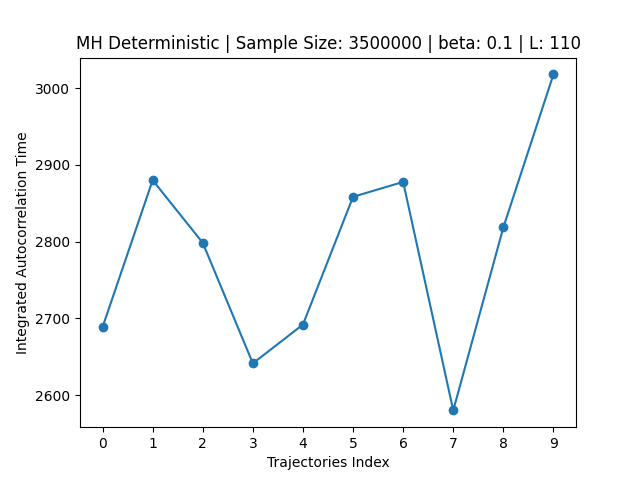 MH Deterministic | Sample Size: 3500000 | beta: 0.1 | L: 110
3000
2900
2800
2700
2600
Integrated Autocorrelation Time
0 1 2 3 4 5 6 7 8 9
Trajectories Index